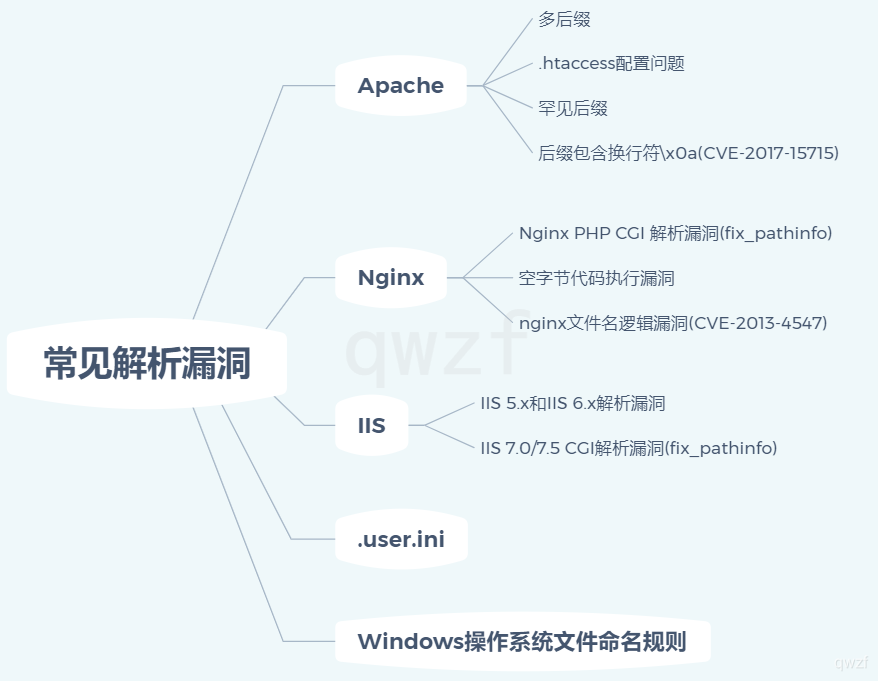 常见解析漏洞
Apache
多后缀
.htaccess配置问题
罕见后缀
后缀包含换行符\x0a(CVE-2017-15715)
Nginx
Nginx PHP CGI 解析漏洞(fix_pathinfo)
空字节代码执行漏洞
nginx文件名逻辑漏洞(CVE-2013-4547)
IIS
IIS 5.x和IIS 6.x解析漏洞
IIS 7.0/7.5 CGI解析漏洞(fix_pathinfo)
.user.ini
Windows操作系统文件命名规则
qwzf
qwzf